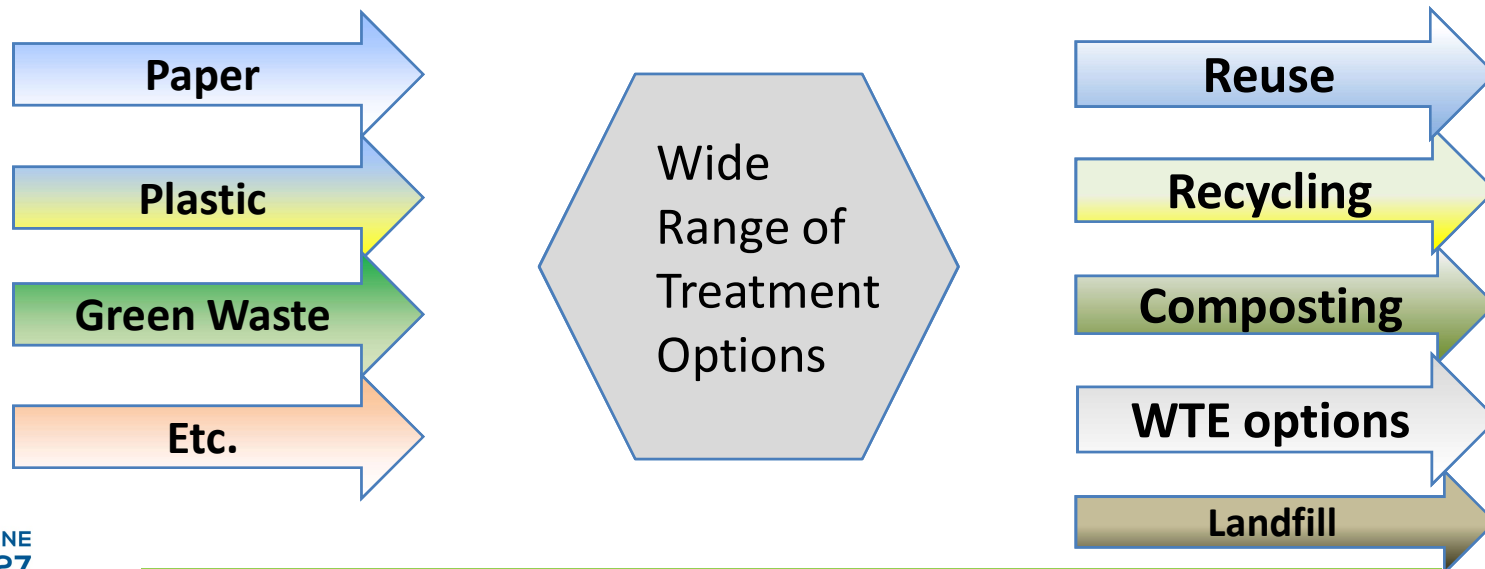 Paper
Plastic
Green Waste
Etc.
Wide
Range of
Treatment
Options
Reuse
Recycling
Composting
WTE options
Landfill